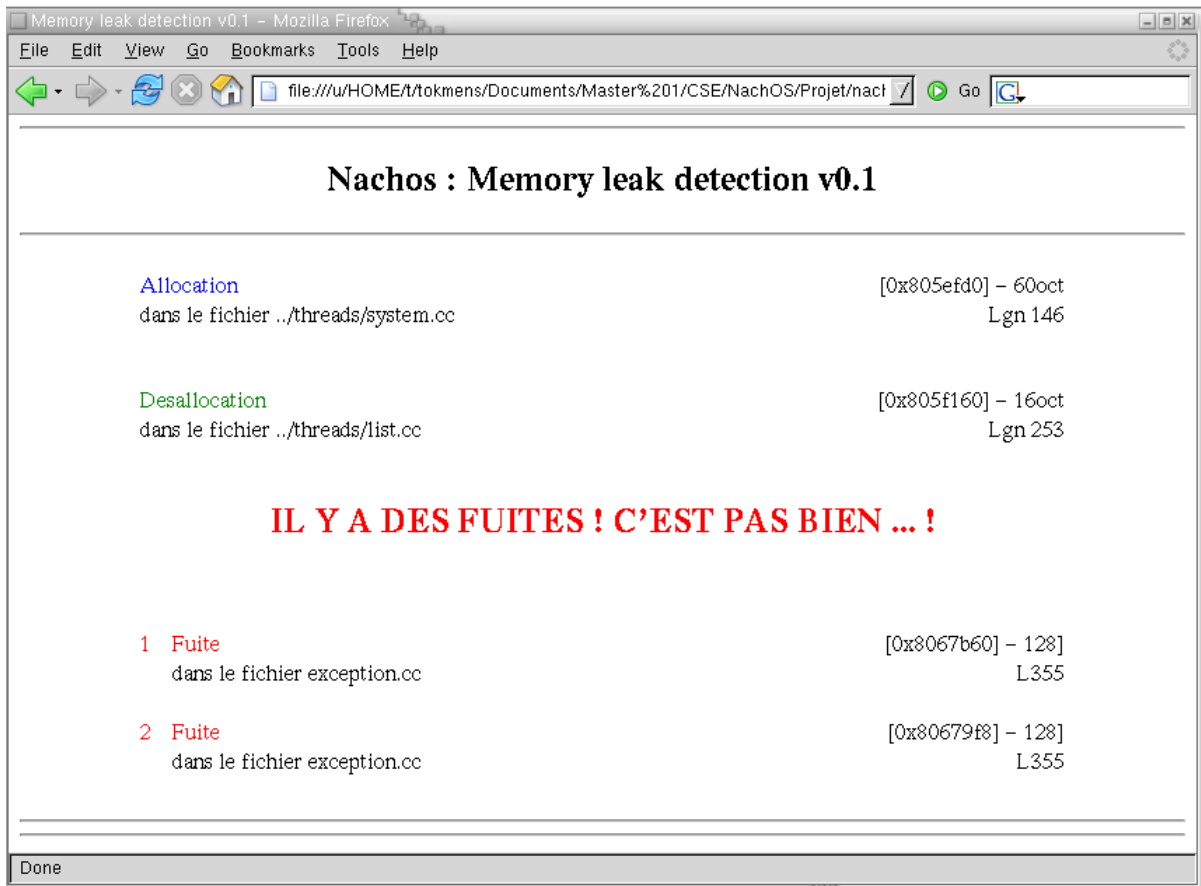 Memory leak detection v0.1 – Mozilla Firefox
File Edit View Go Bookmarks Tools Help
file:///u/HOME/t/tokmens/Documents/Master%201/CSE/NachOS/Projet/nach Go G
Nachos : Memory leak detection v0.1
Allocation [0x805efd0] – 60oct
dans le fichier ../threads/system.cc Lgn 146
Desallocation [0x805f160] – 16oct
dans le fichier ../threads/list.cc Lgn 253
IL Y A DES FUITES ! C'EST PAS BIEN ... !
1 Fuite [0x8067b60] – 128]
dans le fichier exception.cc L355
2 Fuite [0x80679f8] – 128]
dans le fichier exception.cc L355
Done